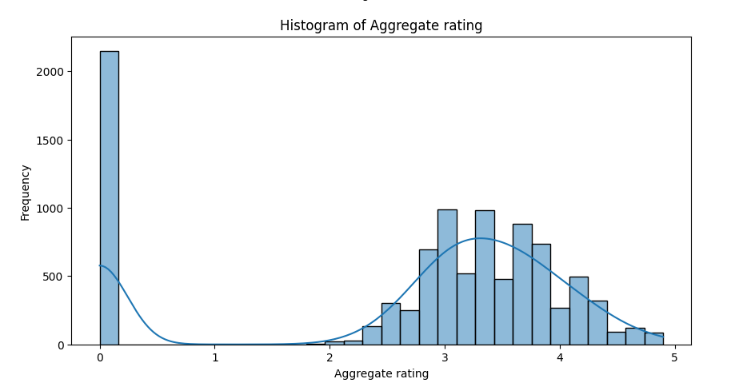 Histogram of Aggregate rating
2000
1500
1000
500
0
Frequency
0 1 2 3 4 5
Aggregate rating